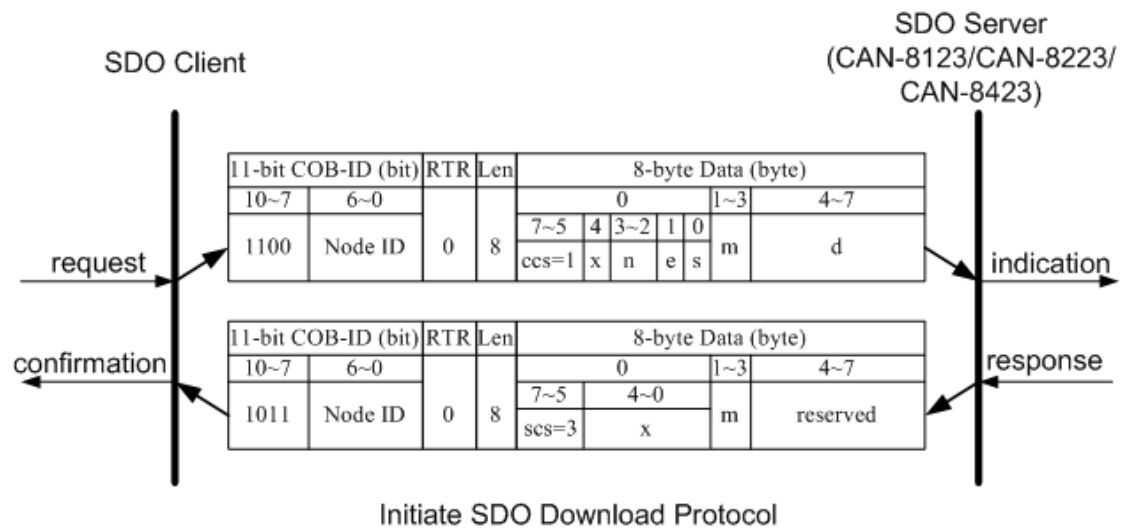 SDO Server
(CAN-8123/CAN-8223/
CAN-8423)
SDO Client
11-bit COB-ID (bit) RTR Len 8-byte Data (byte)
10~7 6~0 0 1~3 4~7
7~5 4 3~2 1 0
1100 Node ID 0 8 m d
ccs=1 x n e s
request
indication
11-bit COB-ID (bit) RTR Len 8-byte Data (byte)
10~7 6~0 0 1~3 4~7
7~5 4~0
1011 Node ID 0 8 m reserved
scs=3 x
confirmation
response
Initiate SDO Download Protocol